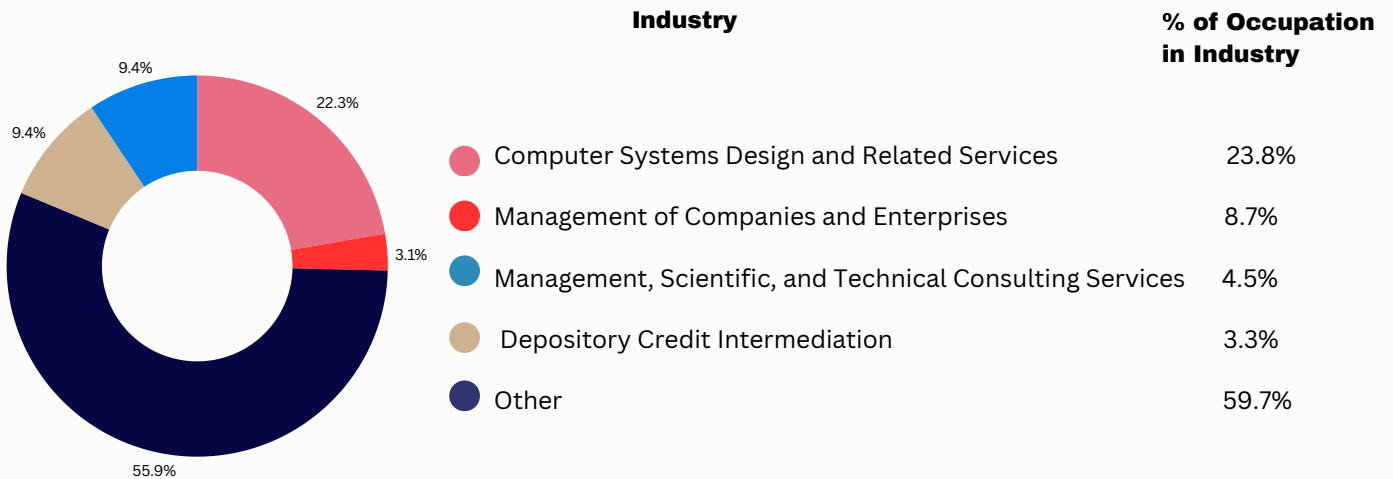 Industry
% of Occupation
in Industry
9.4%
22.3%
9.4%
3.1%
55.9%
Computer Systems Design and Related Services 23.8%
Management of Companies and Enterprises 8.7%
Management, Scientific, and Technical Consulting Services 4.5%
Depository Credit Intermediation 3.3%
Other 59.7%